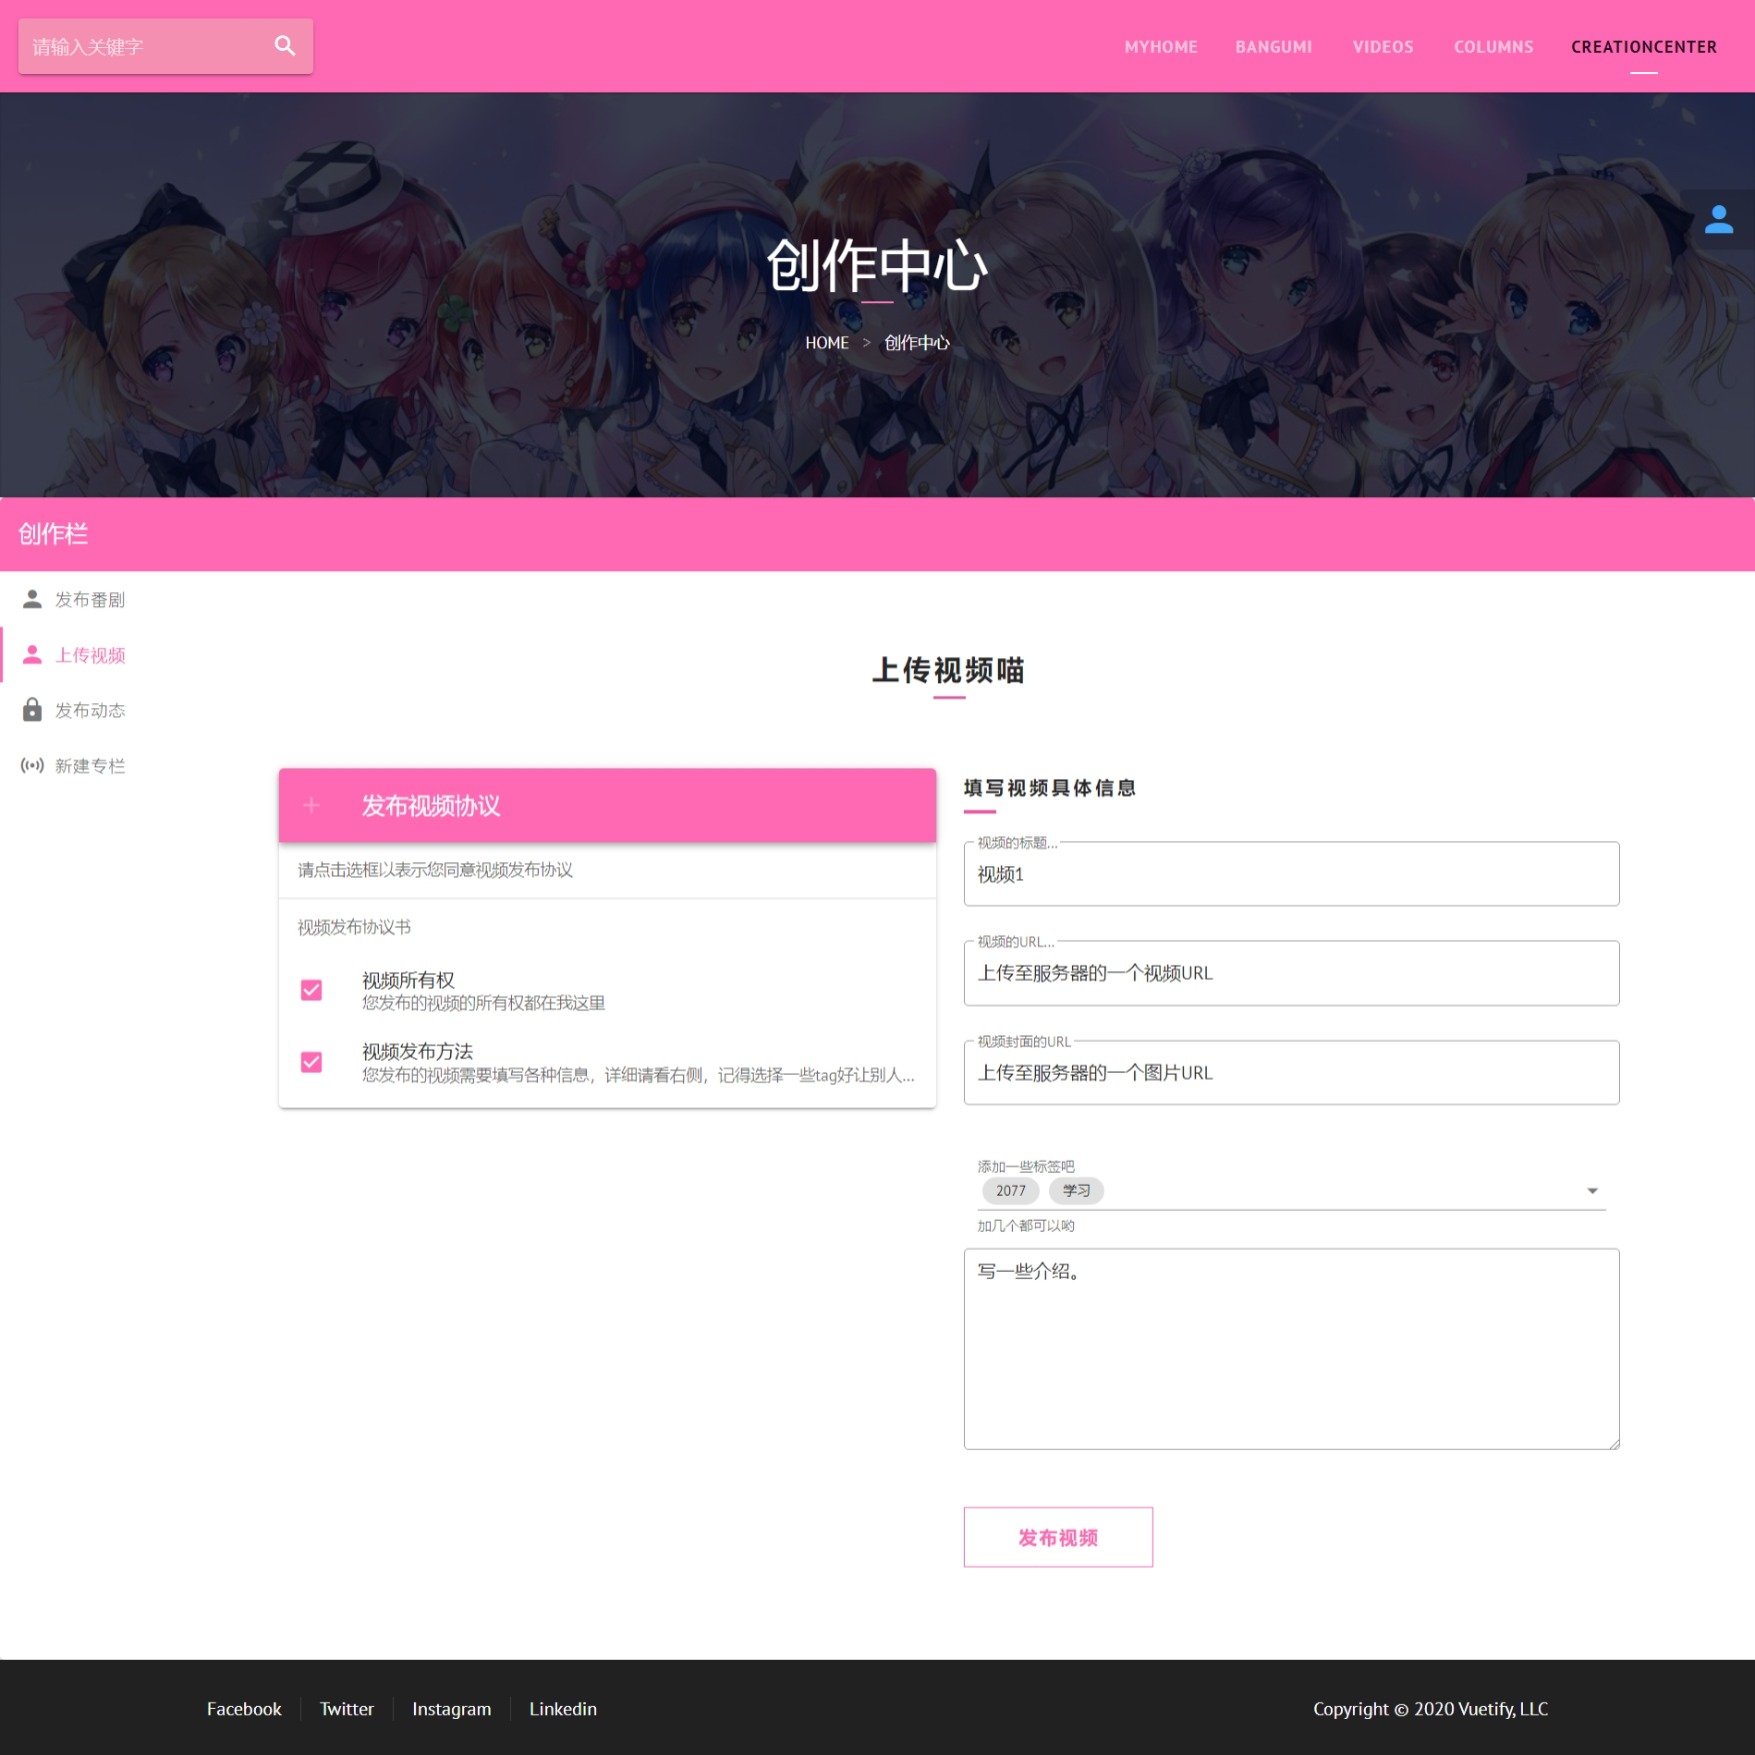 请输入关键字
MYHOME
BANGUMI
VIDEOS
COLUMNS
CREATIONCENTER
创作中心
HOME > 创作中心
创作栏
发布番剧
上传视频
发布动态
新建专栏
上传视频喵
发布视频协议
请点击选框以表示您同意视频发布协议
视频发布协议书
视频所有权
您发布的视频的所有权都在我这里
视频发布方法
您发布的视频需要填写各种信息，详细请看右侧，记得选择一些tag好让别人...
填写视频具体信息
视频的标题...
视频1
视频的URL...
上传至服务器的一个视频URL
视频封面的URL
上传至服务器的一个图片URL
添加一些标签吧
2077 学习
加几个都可以哟
写一些介绍。
发布视频
Facebook
Twitter
Instagram
Linkedin
Copyright © 2020 Vuetify, LLC